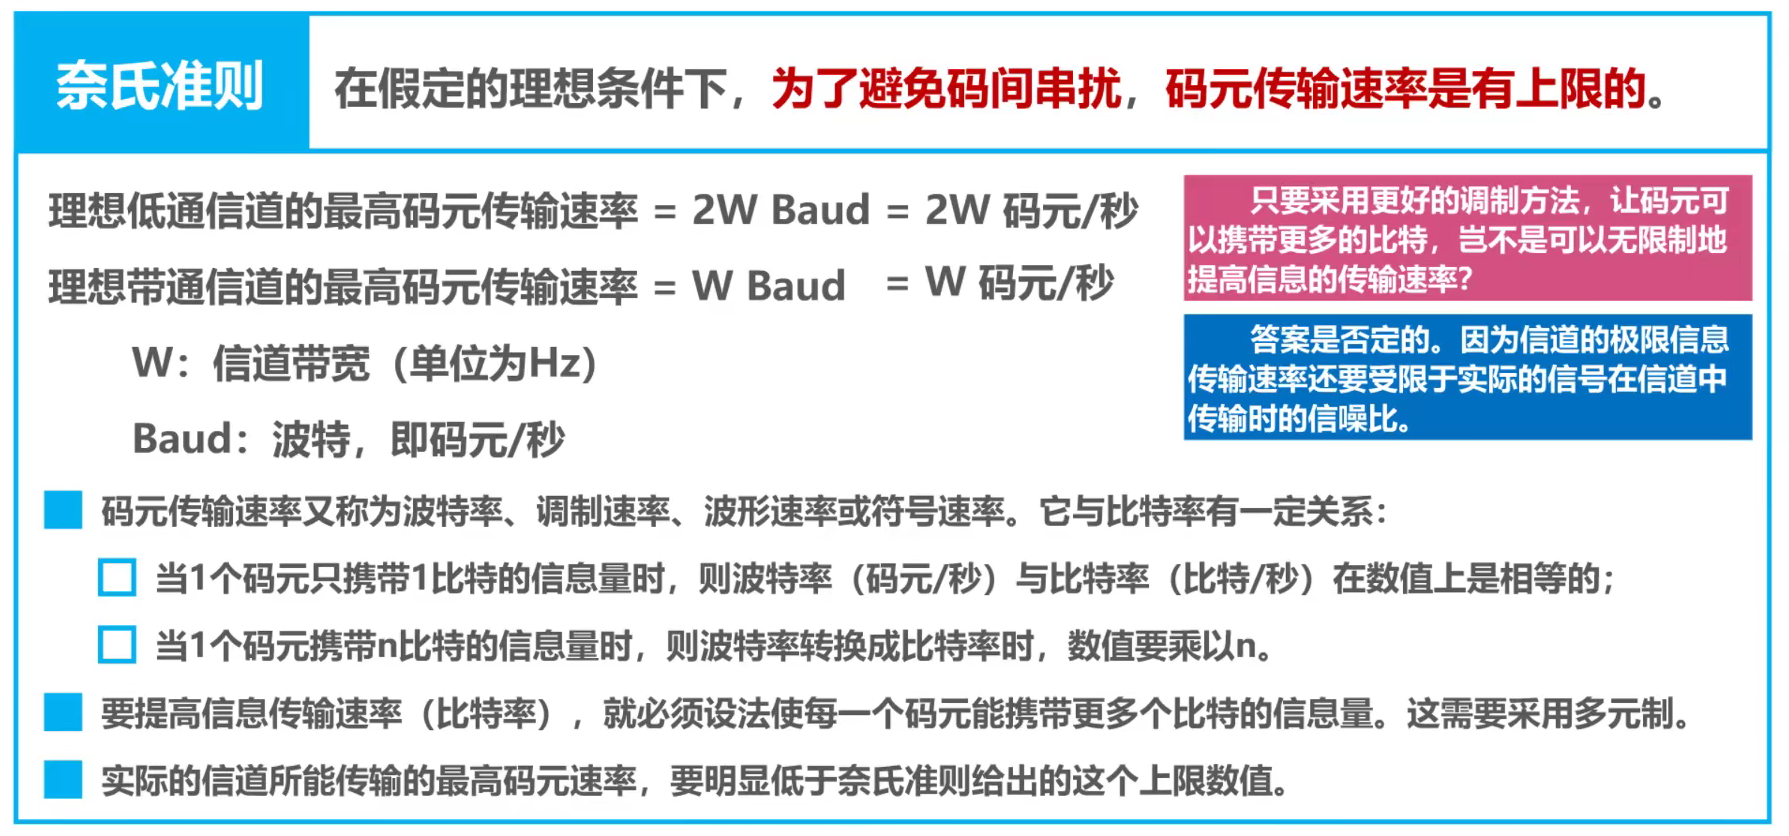 奈氏准则
在假定的理想条件下，为了避免码间串扰，码元传输速率是有上限的。
理想低通信道的最高码元传输速率 = 2W Baud = 2W 码元/秒
理想带通信道的最高码元传输速率 = W Baud = W 码元/秒
W：信道带宽（单位为Hz）
Baud：波特，即码元/秒
只要采用更好的调制方法，让码元可
以携带更多的比特，岂不是可以无限制地
提高信息的传输速率？
答案是否定的。因为信道的极限信息
传输速率还要受限于实际的信号在信道中
传输时的信噪比。
码元传输速率又称为波特率、调制速率、波形速率或符号速率。它与比特率有一定关系：
当1个码元只携带1比特的信息量时，则波特率（码元/秒）与比特率（比特/秒）在数值上是相等的；
当1个码元携带n比特的信息量时，则波特率转换成比特率时，数值要乘以n。
要提高信息传输速率（比特率），就必须设法使每一个码元能携带更多个比特的信息量。这需要采用多元制。
实际的信道所能传输的最高码元速率，要明显低于奈氏准则给出的这个上限数值。